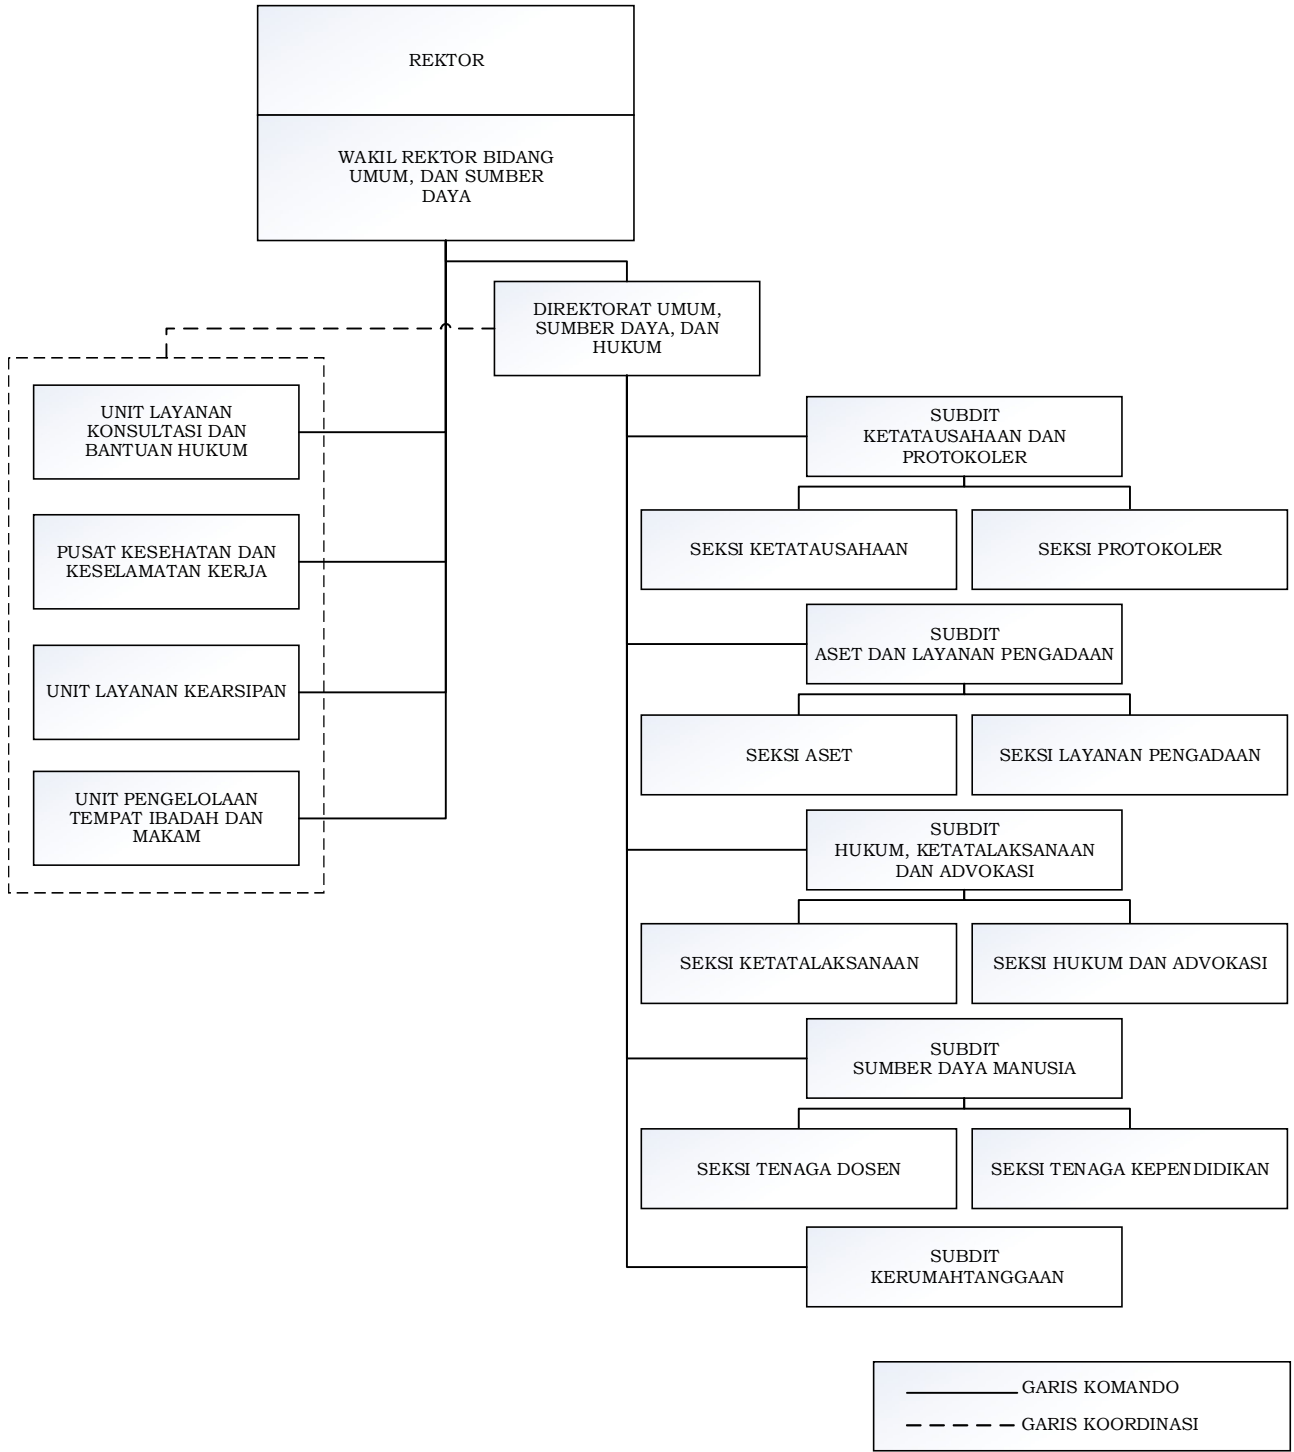 REKTOR
WAKIL REKTOR BIDANG
UMUM, DAN SUMBER
DAYA
DIREKTORAT UMUM,
SUMBER DAYA, DAN
HUKUM
UNIT LAYANAN
KONSULTASI DAN
BANTUAN HUKUM
PUSAT KESEHATAN DAN
KESELAMATAN KERJA
UNIT LAYANAN KEARSIPAN
UNIT PENGELOLAAN
TEMPAT IBADAH DAN
MAKAM
SUBDIT
KETATAUSAHAAN DAN
PROTOKOLER
SEKSI KETATAUSAHAAN
SEKSI PROTOKOLER
SUBDIT
ASET DAN LAYANAN PENGADAAN
SEKSI ASET
SEKSI LAYANAN PENGADAAN
SUBDIT
HUKUM, KETATALAKSANAAN
DAN ADVOKASI
SEKSI KETATALAKSANAAN
SEKSI HUKUM DAN ADVOKASI
SUBDIT
SUMBER DAYA MANUSIA
SEKSI TENAGA DOSEN
SEKSI TENAGA KEPENDIDIKAN
SUBDIT
KERUMAHTANGGAAN
GARIS KOMANDO
GARIS KOORDINASI